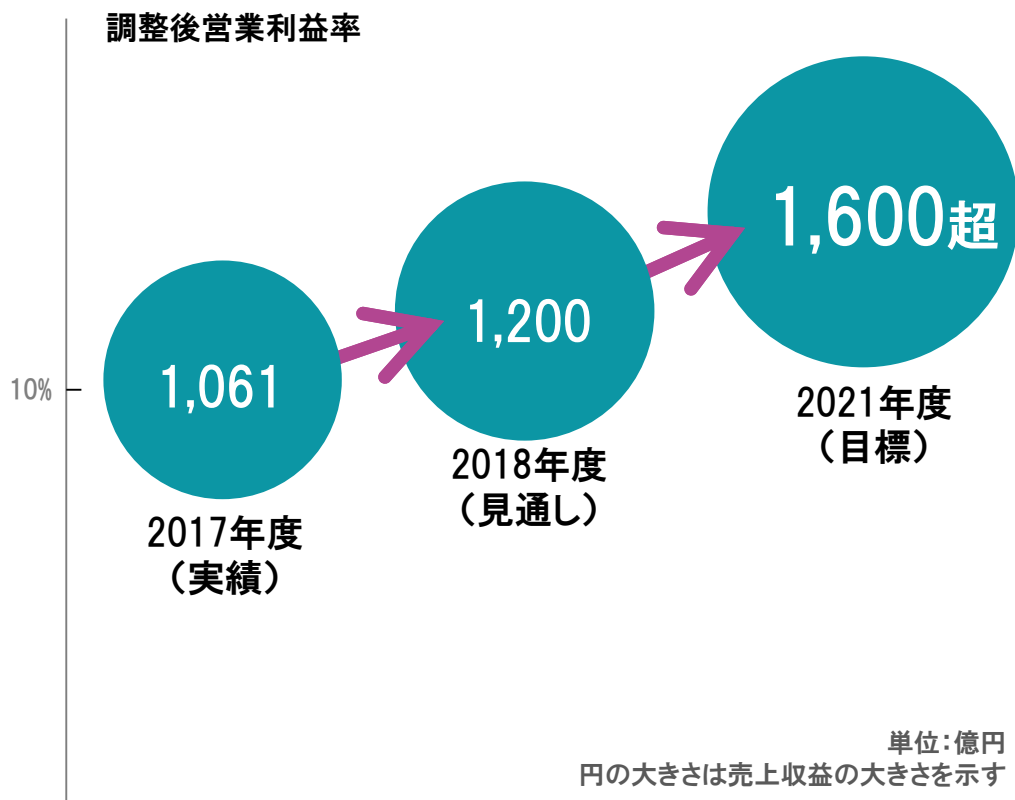 調整後営業利益率
1,600超
1,200
1,061
10%
2021年度
（目標）
2018年度
（見通し）
2017年度
（実績）
単位：億円
円の大きさは売上収益の大きさを示す